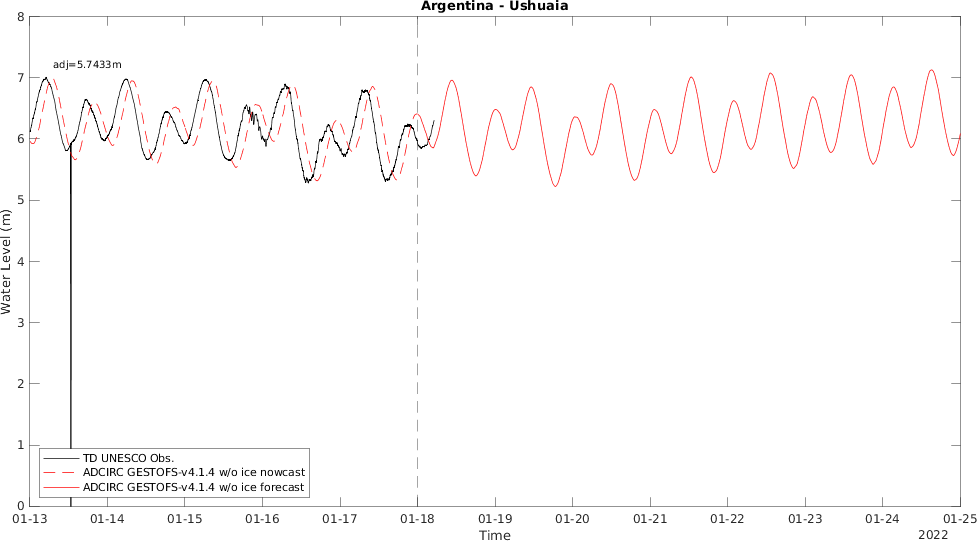 Argentina - Ushuaia
8
adj=5.7433m
7
6
5
4
3
2
1
0
Water Level (m)
TD UNESCO Obs.
ADCIRC GESTOFS-v4.1.4 w/o ice nowcast
ADCIRC GESTOFS-v4.1.4 w/o ice forecast
01-13 01-14 01-15 01-16 01-17 01-18 01-19 01-20 01-21 01-22 01-23 01-24 01-25
Time
2022